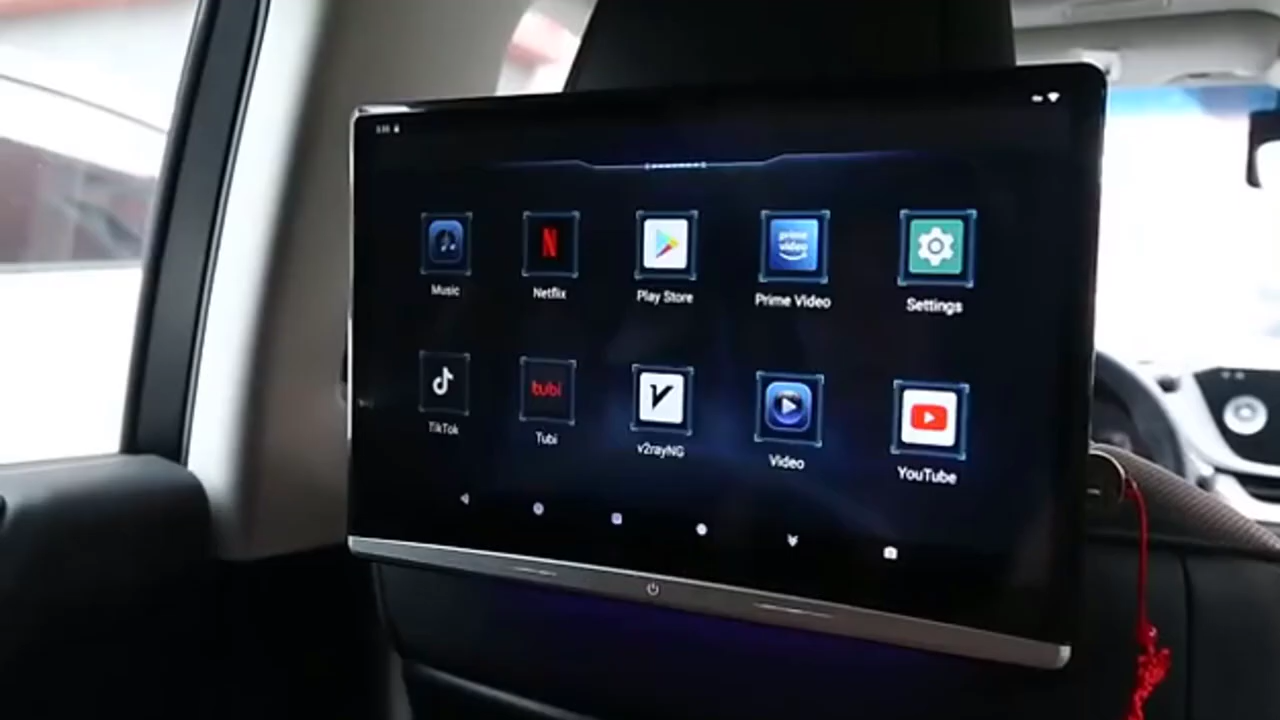 Music
Netflix
Play Store
prime
video
Prime Video
Settings
TikTok
tubi
Tubi
v2rayNG
Video
YouTube